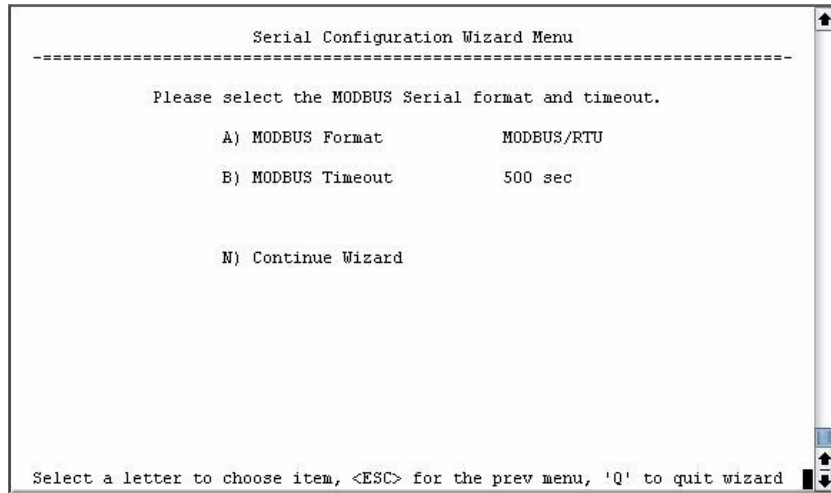 Serial Configuration Wizard Menu
-==========================================================================-
Please select the MODBUS Serial format and timeout.
A) MODBUS Format MODBUS/RTU
B) MODBUS Timeout 500 sec
N) Continue Wizard
Select a letter to choose item, <ESC> for the prev menu, 'Q' to quit wizard